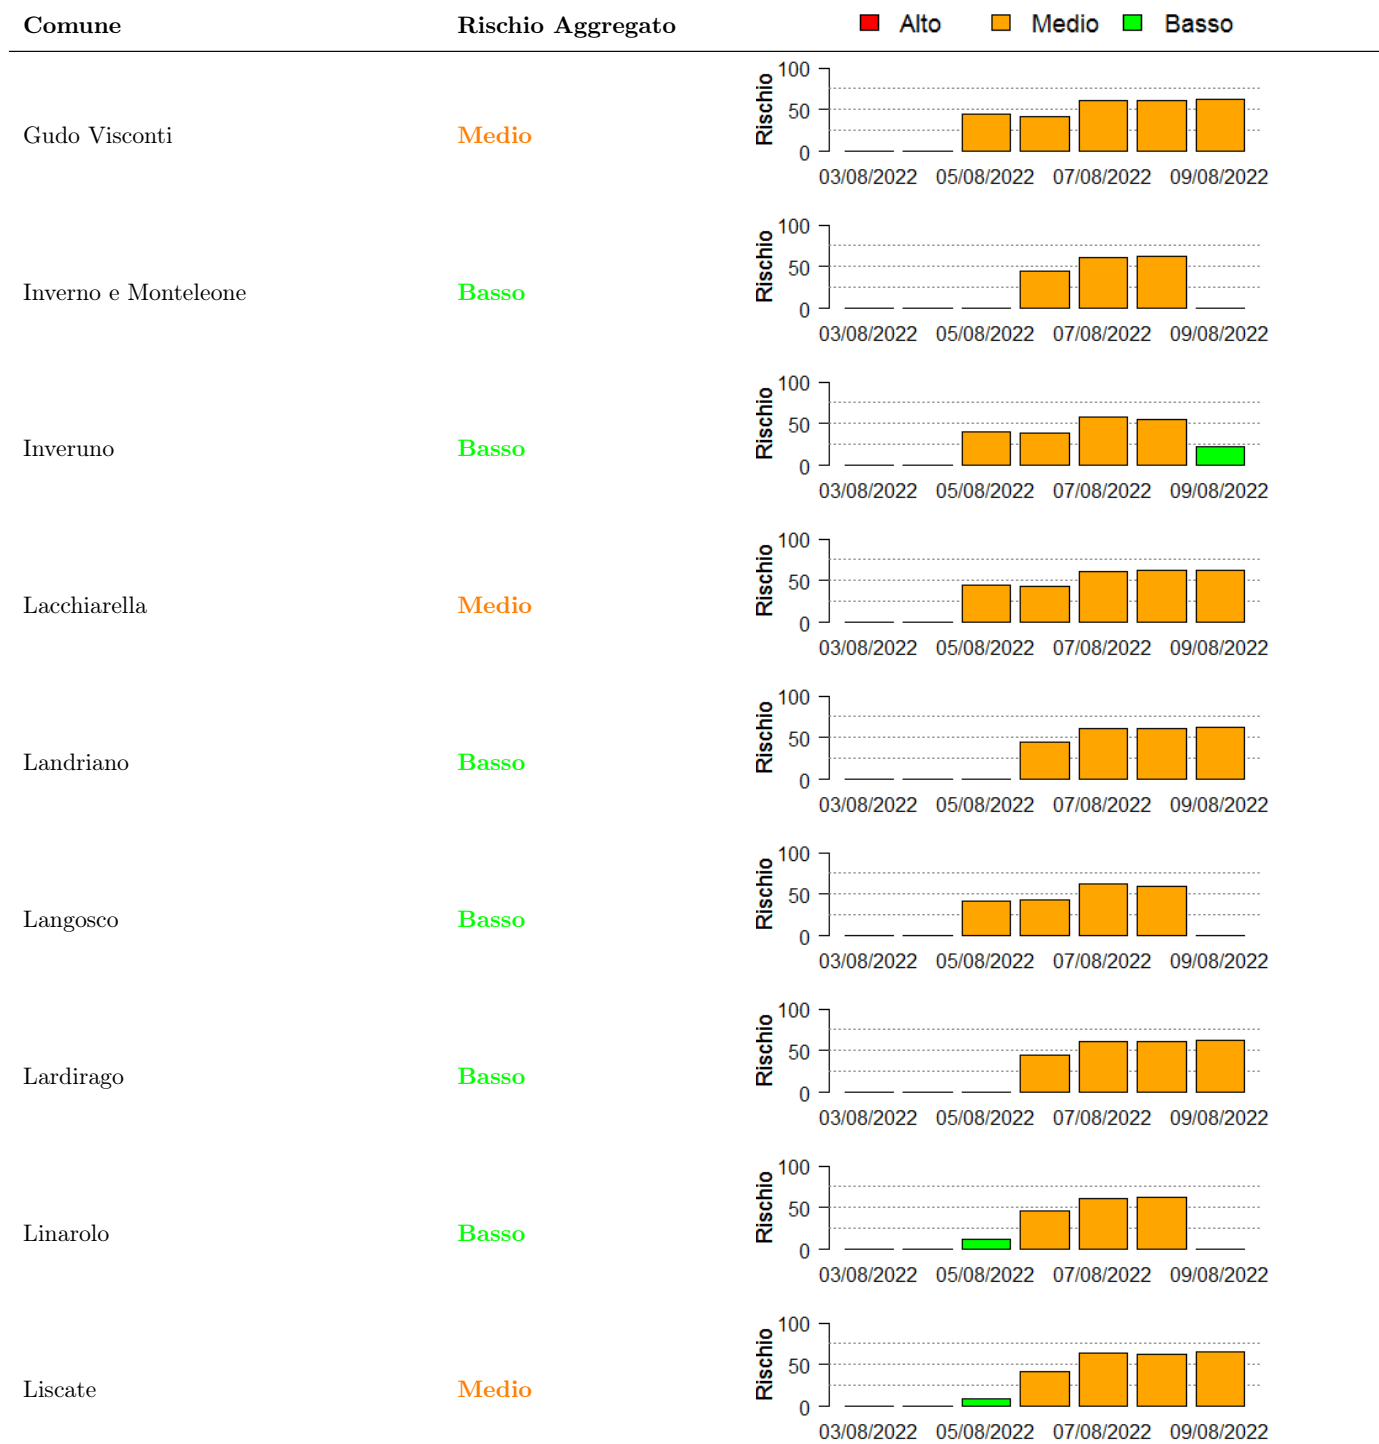 Comune Rischio Aggregato Alto Medio Basso
100
50
0
Rischio
Gudo Visconti Medio
03/08/2022 05/08/2022 07/08/2022 09/08/2022
100
50
0
Rischio
Inverno e Monteleone Basso
03/08/2022 05/08/2022 07/08/2022 09/08/2022
100
50
0
Rischio
Inveruno Basso
03/08/2022 05/08/2022 07/08/2022 09/08/2022
100
50
0
Rischio
Lacchiarella Medio
03/08/2022 05/08/2022 07/08/2022 09/08/2022
100
50
0
Rischio
Landriano Basso
03/08/2022 05/08/2022 07/08/2022 09/08/2022
100
50
0
Rischio
Langosco Basso
03/08/2022 05/08/2022 07/08/2022 09/08/2022
100
50
0
Rischio
Lardirago Basso
03/08/2022 05/08/2022 07/08/2022 09/08/2022
100
50
0
Rischio
Linarolo Basso
03/08/2022 05/08/2022 07/08/2022 09/08/2022
100
50
0
Rischio
Liscate Medio
03/08/2022 05/08/2022 07/08/2022 09/08/2022